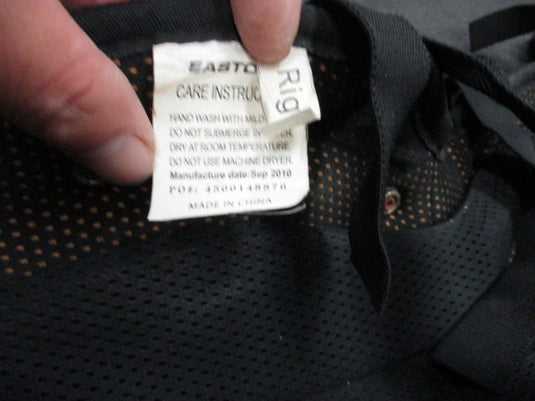 EASTO
CARE INSTRUC
Rig
HAND WASH WITH MILD
DO NOT SUBMERGE IN WATER
DRY AT ROOM TEMPERATURE
DO NOT USE MACHINE DRYER.
Manufacture date:Sep 2010
PO#: 4500148876
MADE IN CHINA